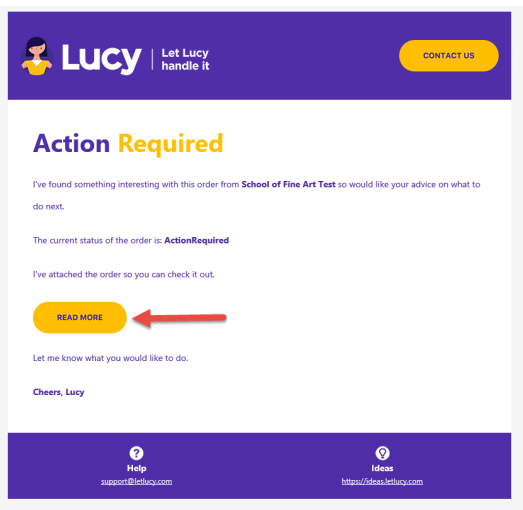 Lucy
Let Lucy
handle it
CONTACT US
Action Required
I've found something interesting with this order from School of Fine Art Test so would like your advice on what to
do next.
The current status of the order is: ActionRequired
I've attached the order so you can check it out.
READ MORE
Let me know what you would like to do.
Cheers, Lucy
?
Help
support@letlucy.com
Ideas
https://ideas.letlucy.com